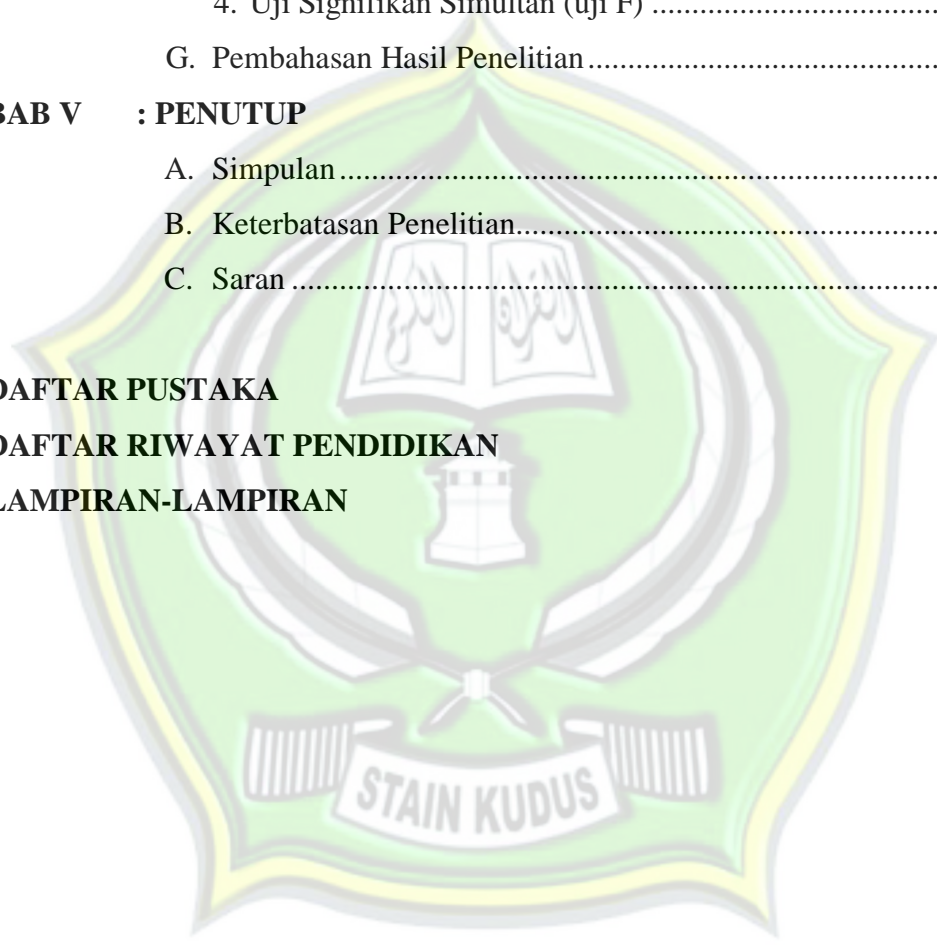 4. Uji Signifikan Simultan (uji F) ....................................
G. Pembahasan Hasil Penelitian ............................................
BAB V : PENUTUP
A. Simpulan ...........................................................................
B. Keterbatasan Penelitian.....................................................
C. Saran .................................................................................
DAFTAR PUSTAKA
DAFTAR RIWAYAT PENDIDIKAN
LAMPIRAN-LAMPIRAN
STAIN KUDUS